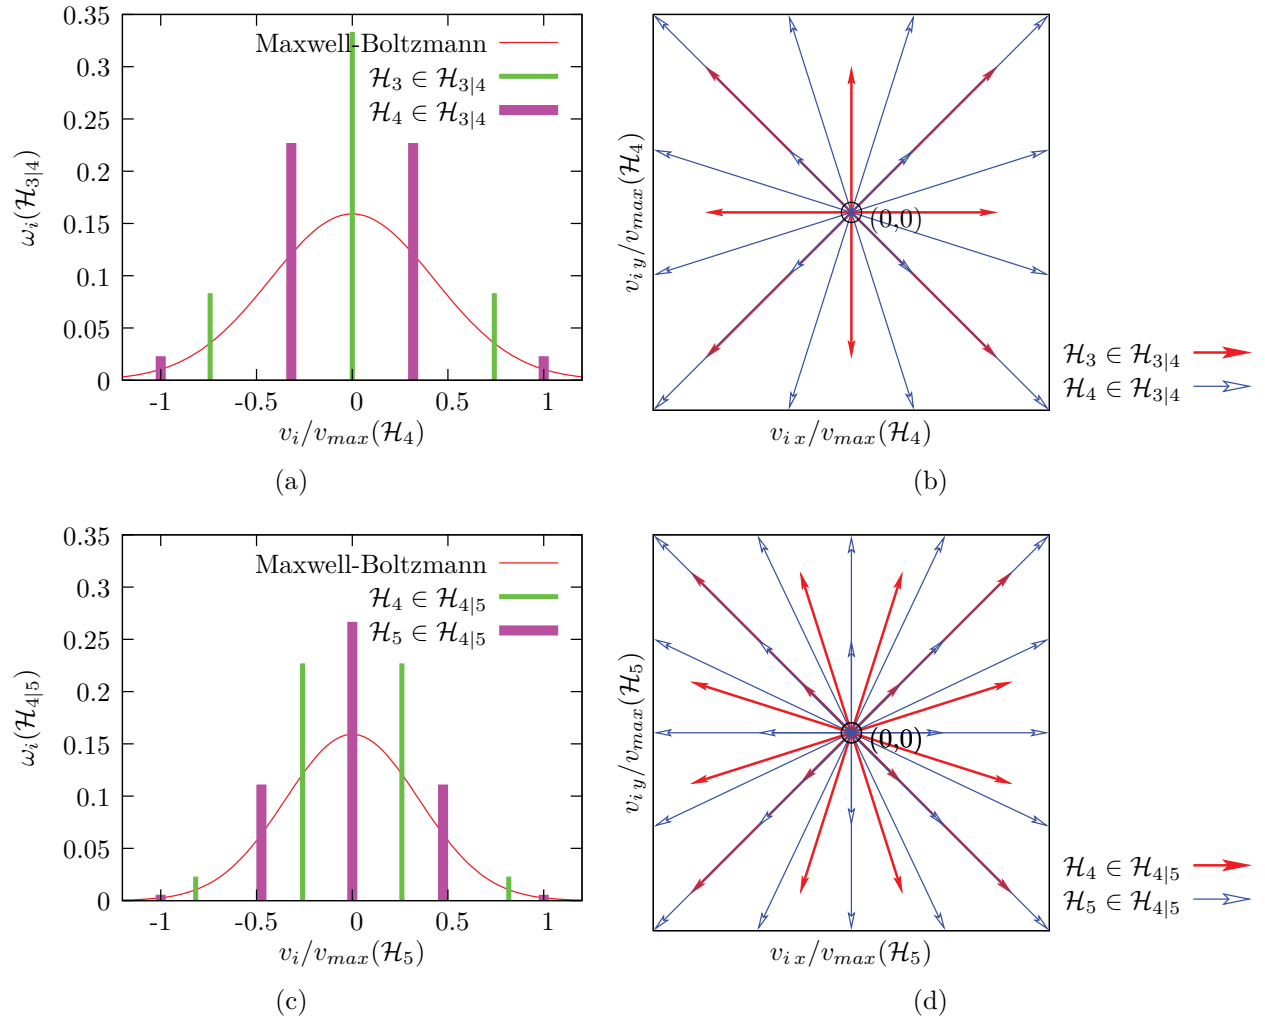 0.35
0.3
0.25
0.2
0.15
0.1
0.05
0
ωᵢ(ℋ₃|₄)
Maxwell-Boltzmann
ℋ₃ ∈ ℋ₃|₄
ℋ₄ ∈ ℋ₃|₄
-1 -0.5 0 0.5 1
vᵢ/vₘₐₓ(ℋ₄)
(a)
vᵢ y/vₘₐₓ(ℋ₄)
(0,0)
ℋ₃ ∈ ℋ₃|₄
ℋ₄ ∈ ℋ₃|₄
vᵢ x/vₘₐₓ(ℋ₄)
(b)
0.35
0.3
0.25
0.2
0.15
0.1
0.05
0
ωᵢ(ℋ₄|₅)
Maxwell-Boltzmann
ℋ₄ ∈ ℋ₄|₅
ℋ₅ ∈ ℋ₄|₅
-1 -0.5 0 0.5 1
vᵢ/vₘₐₓ(ℋ₅)
(c)
vᵢ y/vₘₐₓ(ℋ₅)
(0,0)
ℋ₄ ∈ ℋ₄|₅
ℋ₅ ∈ ℋ₄|₅
vᵢ x/vₘₐₓ(ℋ₅)
(d)